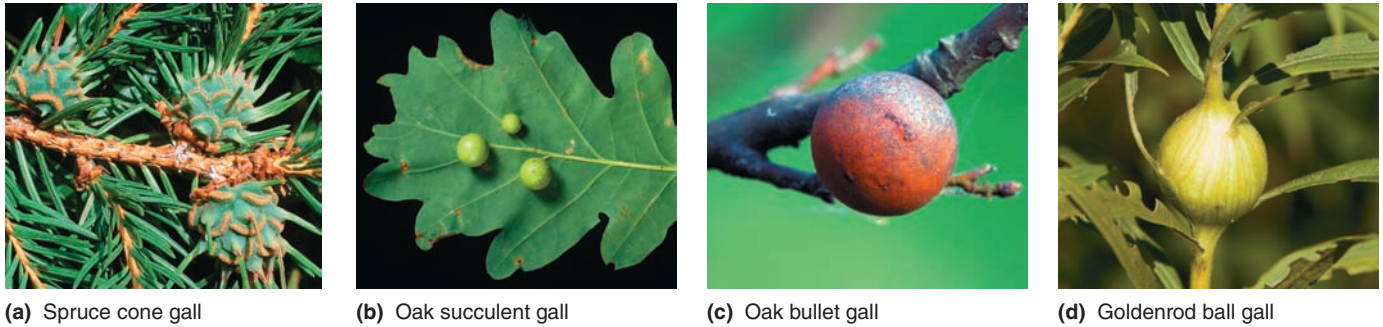 (a) Spruce cone gall
(b) Oak succulent gall
(c) Oak bullet gall
(d) Goldenrod ball gall